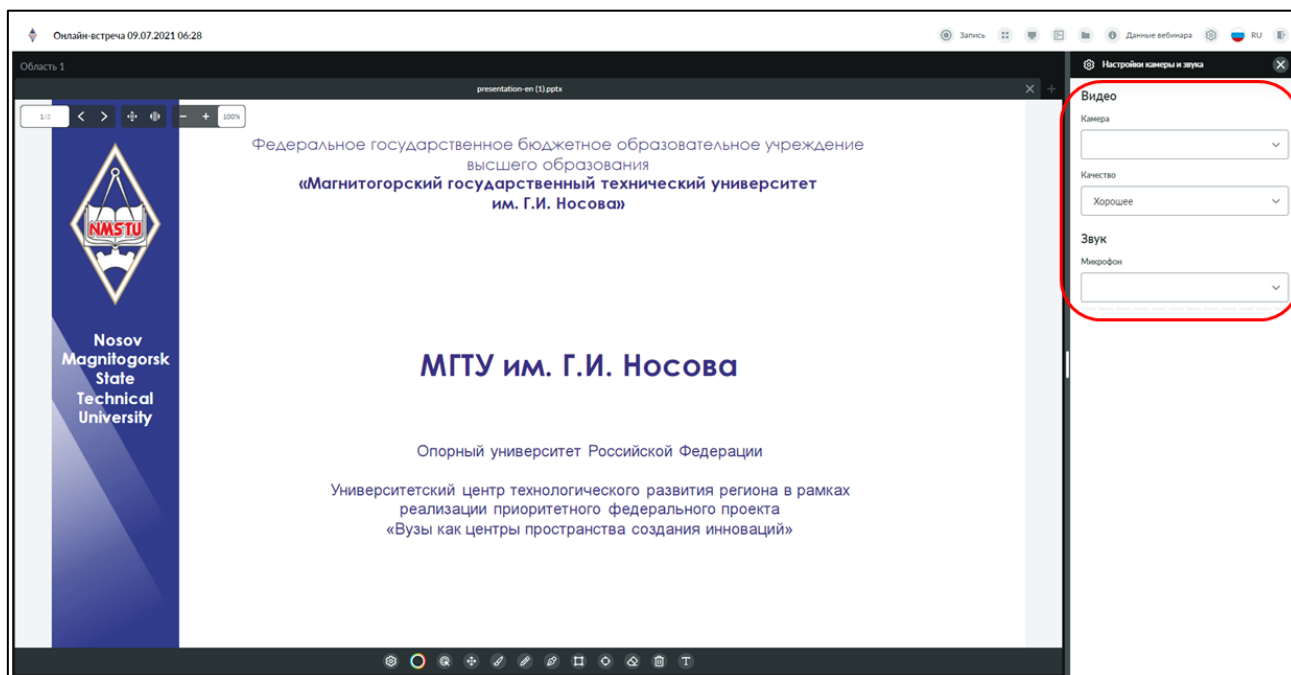 Онлайн-встреча 09.07.2021 06:28
Запись
Данные вебинара
RU
Область 1
Настройки камеры и звука
presentation-en (1).pptx
1/2
100%
Видео
Камера
Качество
Хорошее
Звук
Микрофон
Федеральное государственное бюджетное образовательное учреждение
высшего образования
«Магнитогорский государственный технический университет
им. Г.И. Носова»
NMSTU
Nosov
Magnitogorsk
State
Technical
University
МГТУ им. Г.И. Носова
Опорный университет Российской Федерации
Университетский центр технологического развития региона в рамках
реализации приоритетного федерального проекта
«Вузы как центры пространства создания инноваций»
T